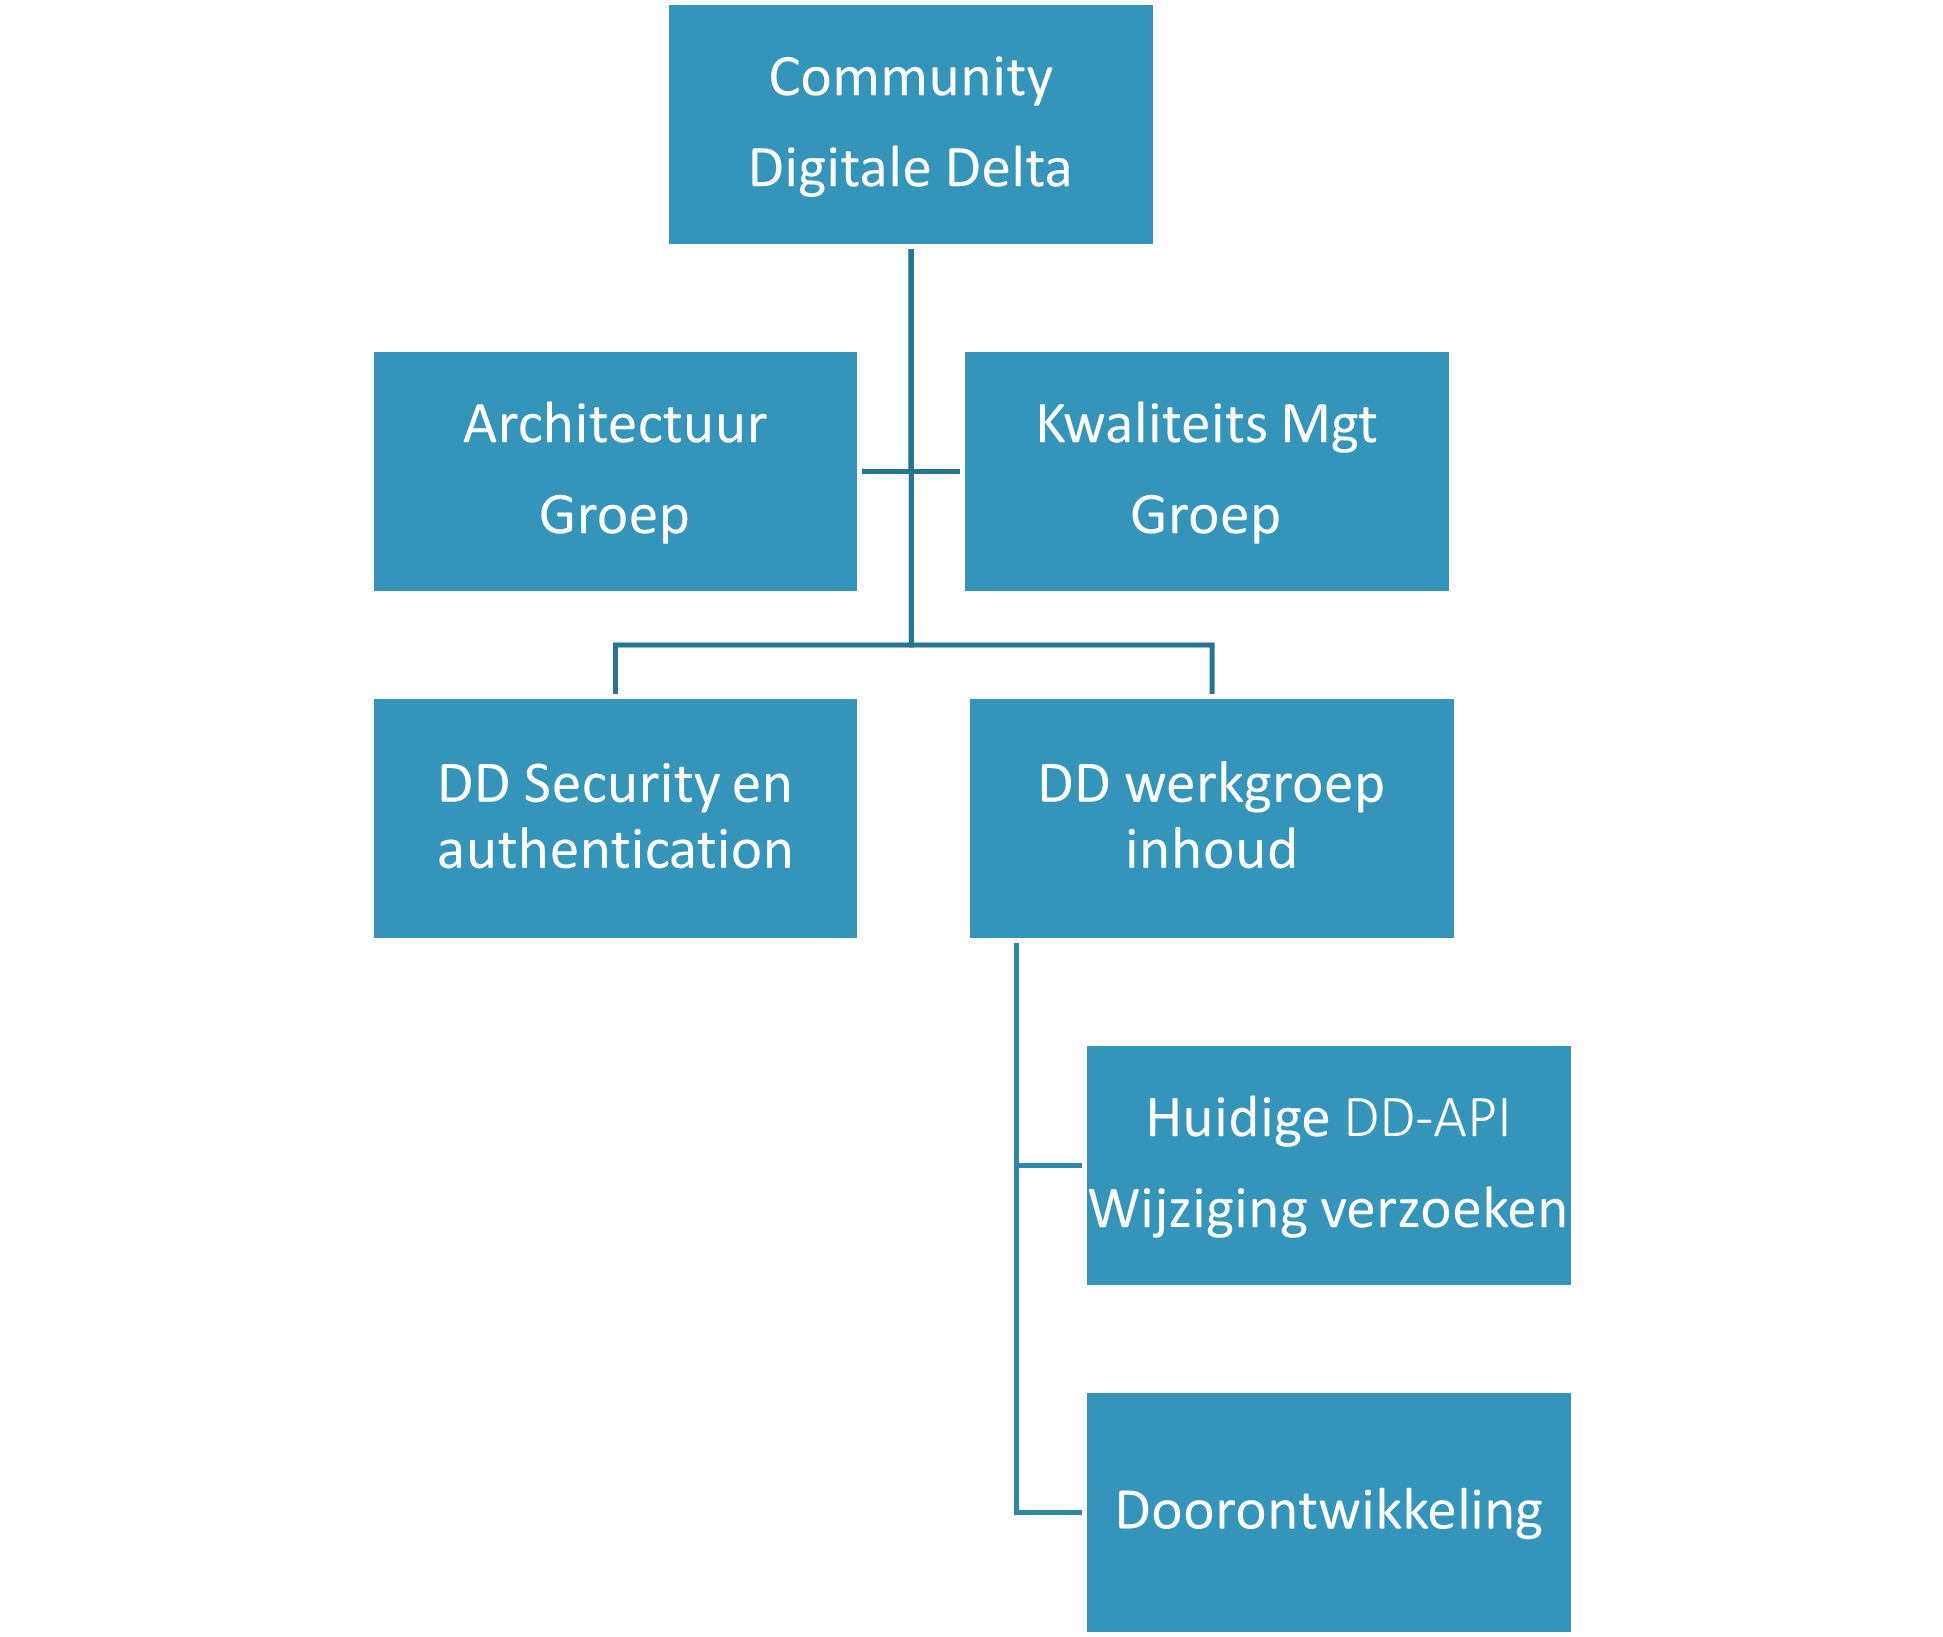 Community
Digitale Delta
Architectuur
Groep
Kwaliteits Mgt
Groep
DD Security en
authentication
DD werkgroep
inhoud
Huidige DD-API
Wijziging verzoeken
Doorontwikkeling